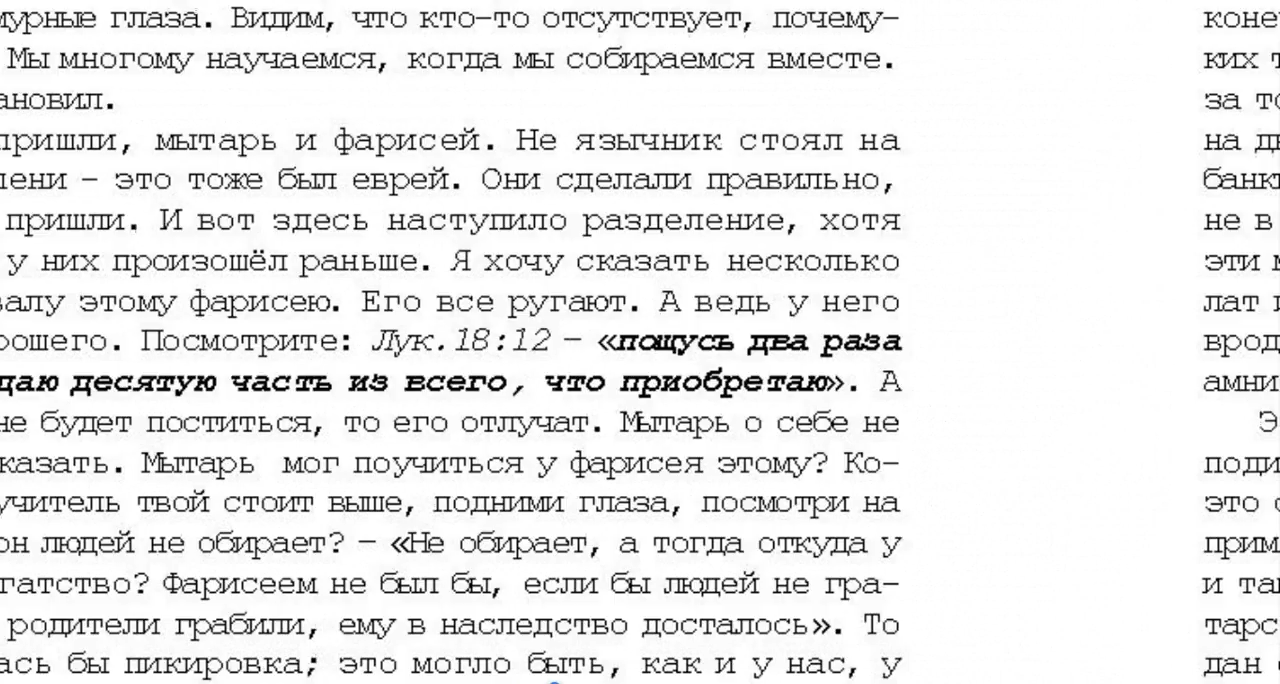 мурные глаза. Видим, что кто-то отсутствует, почему-
Мы многому научаемся, когда мы собираемся вместе.
ановил.
пришли, мытарь и фарисей. Не язычник стоял на
лени – это тоже был еврей. Они сделали правильно,
пришли. И вот здесь наступило разделение, хотя
у них произошёл раньше. Я хочу сказать несколько
валу этому фарисею. Его все ругают. А ведь у него
рошего. Посмотрите: Лук.18:12 – «пощусь два раза
даю десятую часть из всего, что приобретаю». А
не будет поститься, то его отлучат. Мытарь о себе не
казать. Мытарь мог поучиться у фарисея этому? Ко-
учитель твой стоит выше, подними глаза, посмотри на
он людей не обирает? – «Не обирает, а тогда откуда у
гатство? Фарисеем не был бы, если бы людей не гра-
родители грабили, ему в наследство досталось». То
ась бы пикировка; это могло быть, как и у нас, у
коне
ких т
за то
на
банк
не в
эти
лат
врод
амни
Э
поди
это
прим
и та
тарс
дан